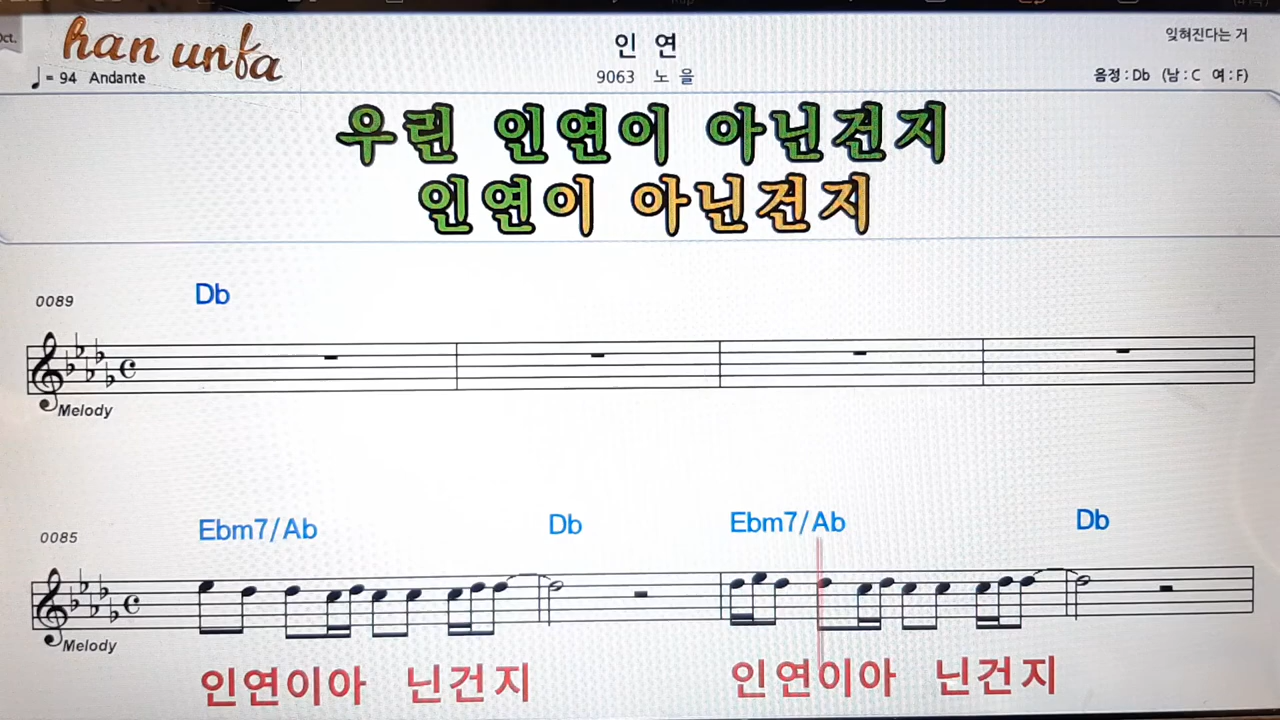 Oct.
han unfa
인 연
잊혀진다는 거
♩ = 94 Andante
9063 노 을
음정 : Db (남 : C 여 : F)
우린 인연이 아닌건지
인연이 아닌건지
0089
Db
Melody
0085
Ebm7/Ab Db Ebm7/Ab Db
Melody
인연이아 닌건지 인연이아 닌건지